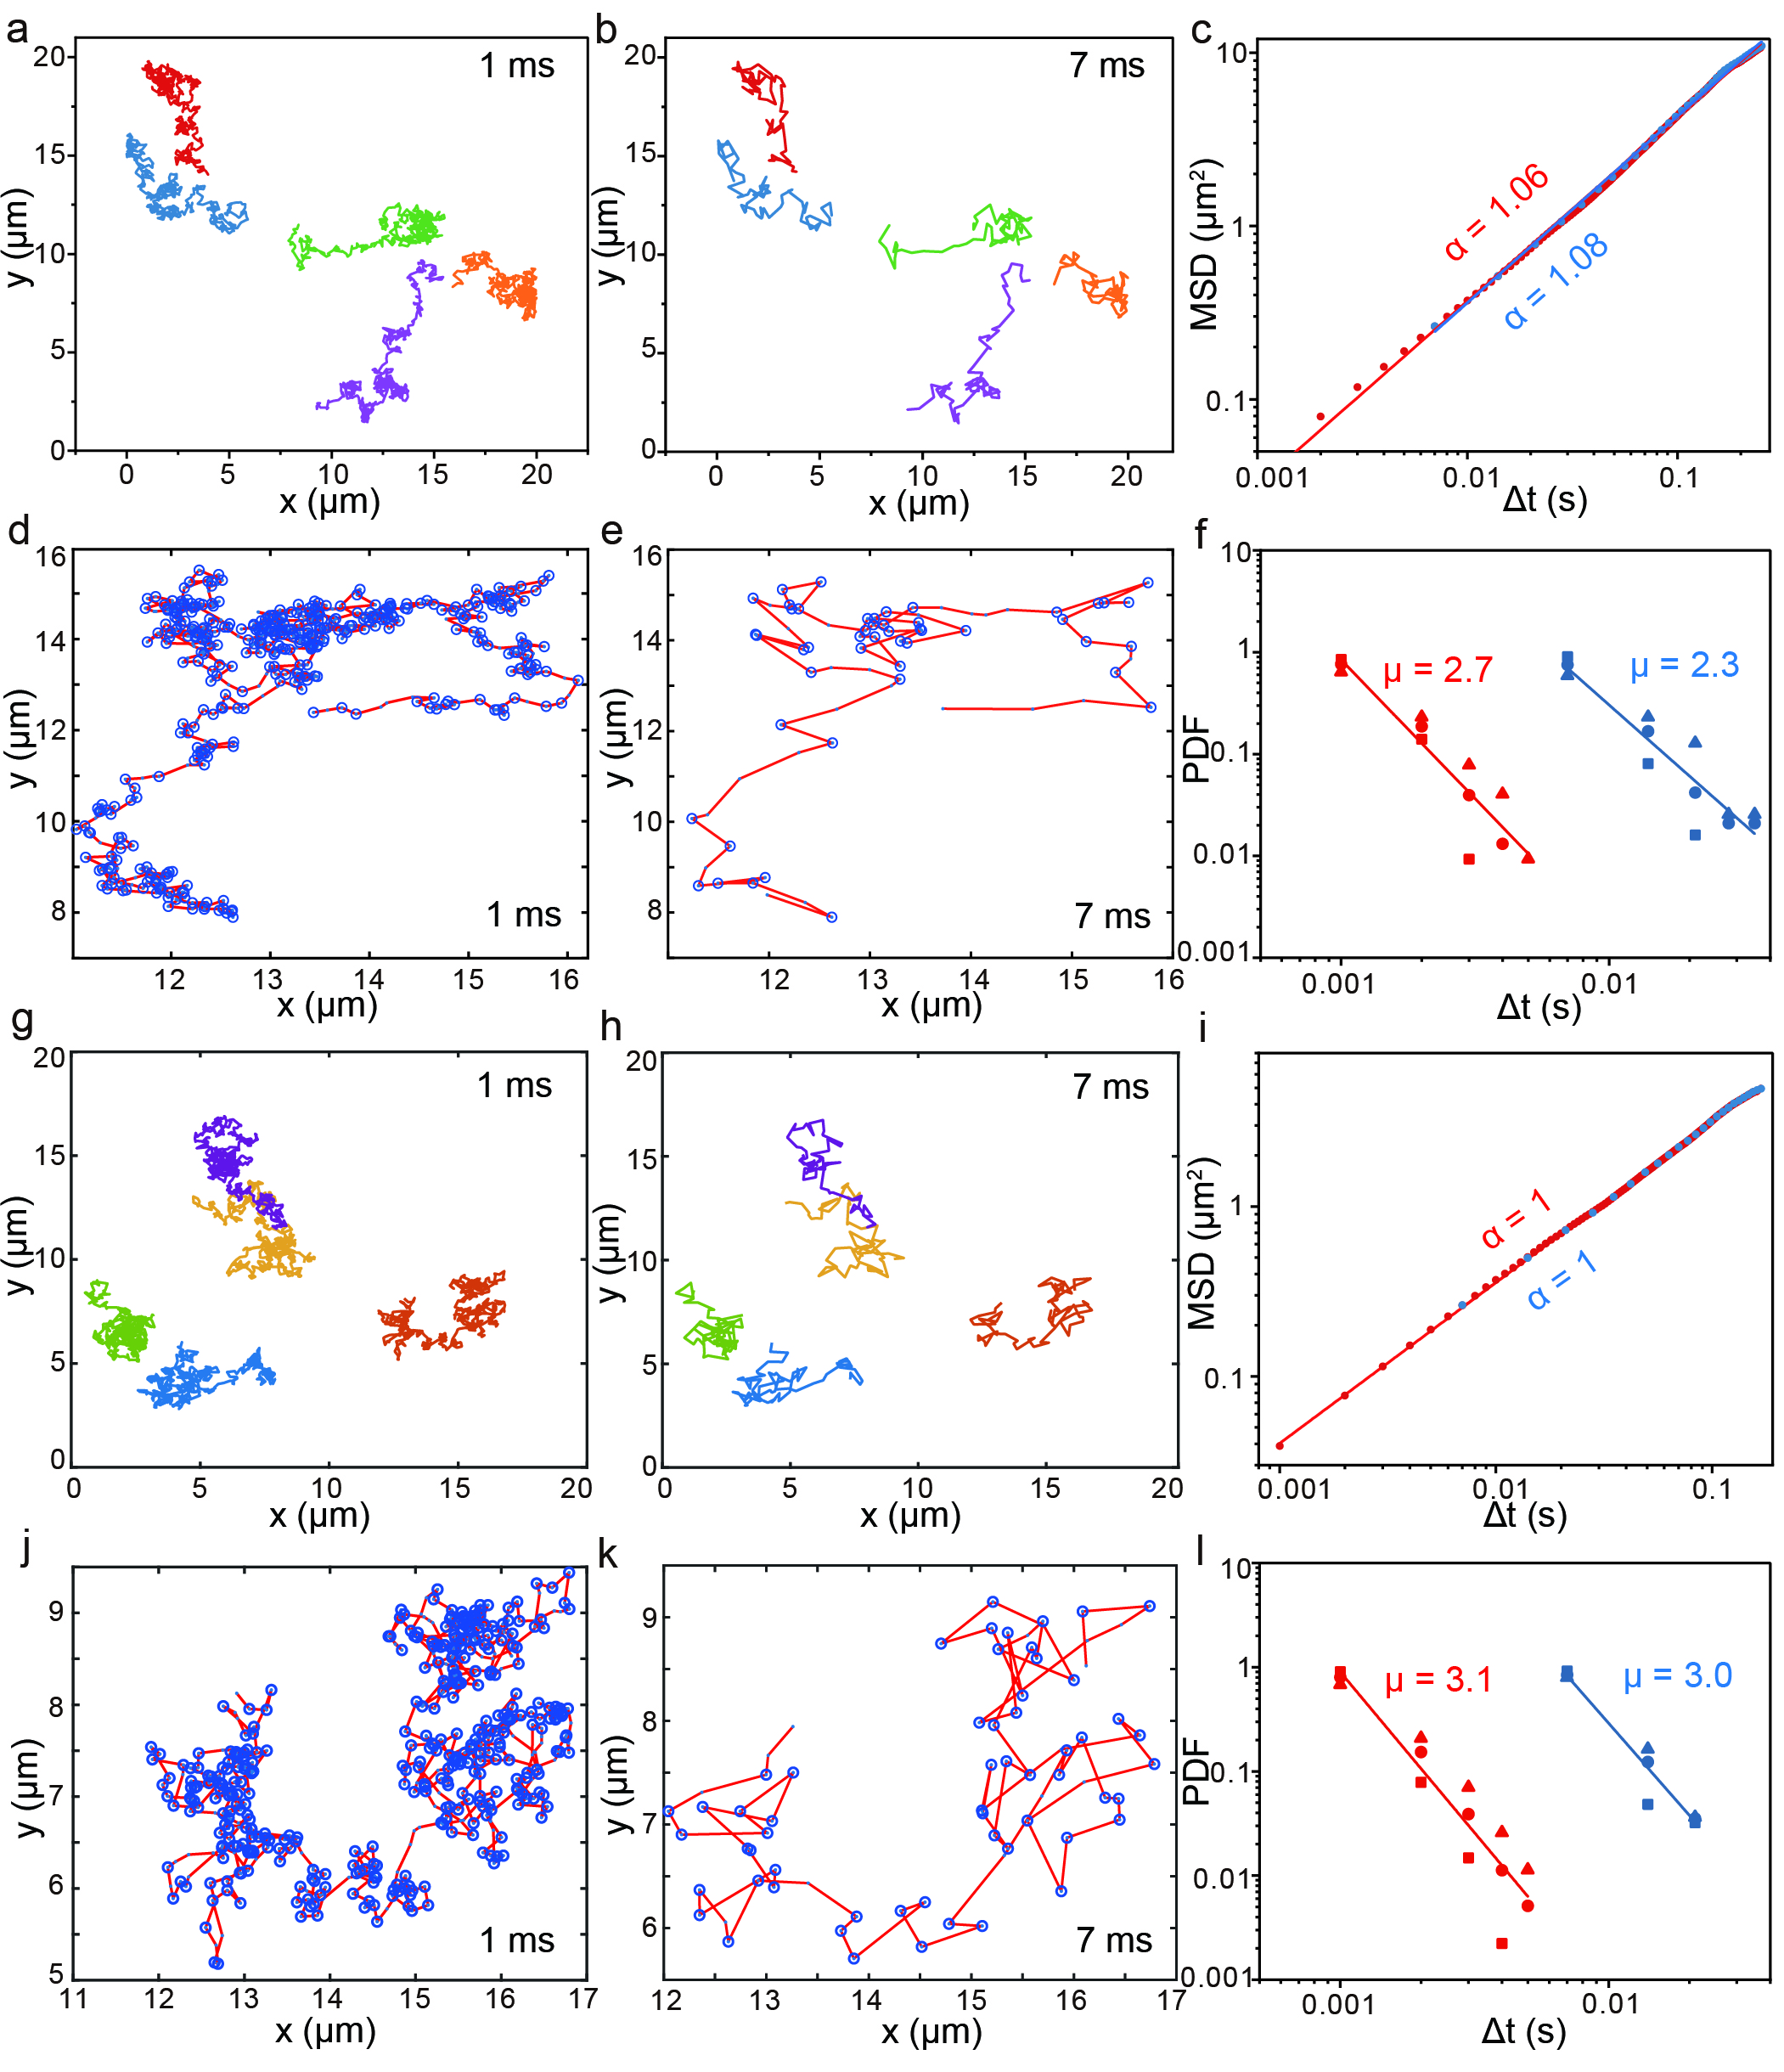 a
1 ms
20
15
10
5
0
y (µm)
0 5 10 15 20
x (µm)
b
7 ms
20
15
10
5
0
y (µm)
0 5 10 15 20
x (µm)
c
10
1
0.1
MSD (µm²)
α = 1.06
α = 1.08
0.001 0.01 0.1
Δt (s)
d
16
14
12
10
8
y (µm)
1 ms
12 13 14 15 16
x (µm)
e
16
14
12
10
8
y (µm)
7 ms
12 13 14 15 16
x (µm)
f
10
1
0.1
0.01
0.001
PDF
µ = 2.7
µ = 2.3
0.001 0.01
Δt (s)
g
1 ms
20
15
10
5
0
y (µm)
0 5 10 15 20
x (µm)
h
7 ms
20
15
10
5
0
y (µm)
0 5 10 15 20
x (µm)
i
1
0.1
MSD (µm²)
α = 1
α = 1
0.001 0.01 0.1
Δt (s)
j
9
8
7
6
5
y (µm)
1 ms
11 12 13 14 15 16 17
x (µm)
k
9
8
7
6
y (µm)
7 ms
12 13 14 15 16 17
x (µm)
l
10
1
0.1
0.01
0.001
PDF
µ = 3.1
µ = 3.0
0.001 0.01
Δt (s)